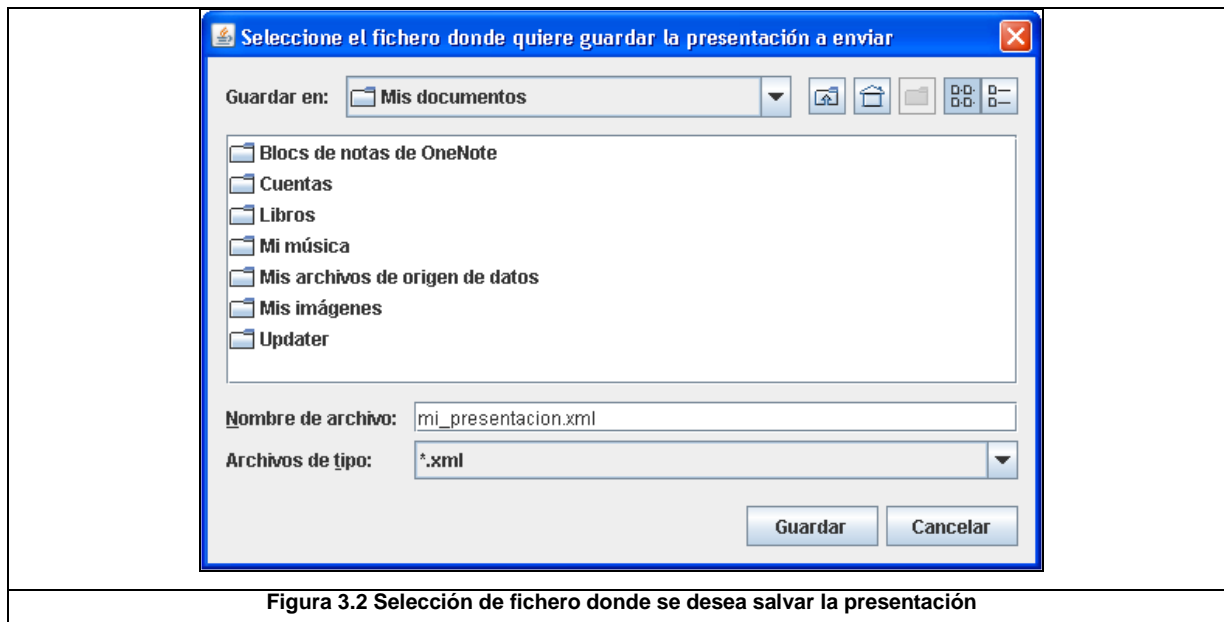 Seleccione el fichero donde quiere guardar la presentación a enviar
Guardar en: Mis documentos
Blocs de notas de OneNote
Cuentas
Libros
Mi música
Mis archivos de origen de datos
Mis imágenes
Updater
Nombre de archivo: mi_presentacion.xml
Archivos de tipo: *.xml
Guardar Cancelar
Figura 3.2 Selección de fichero donde se desea salvar la presentación